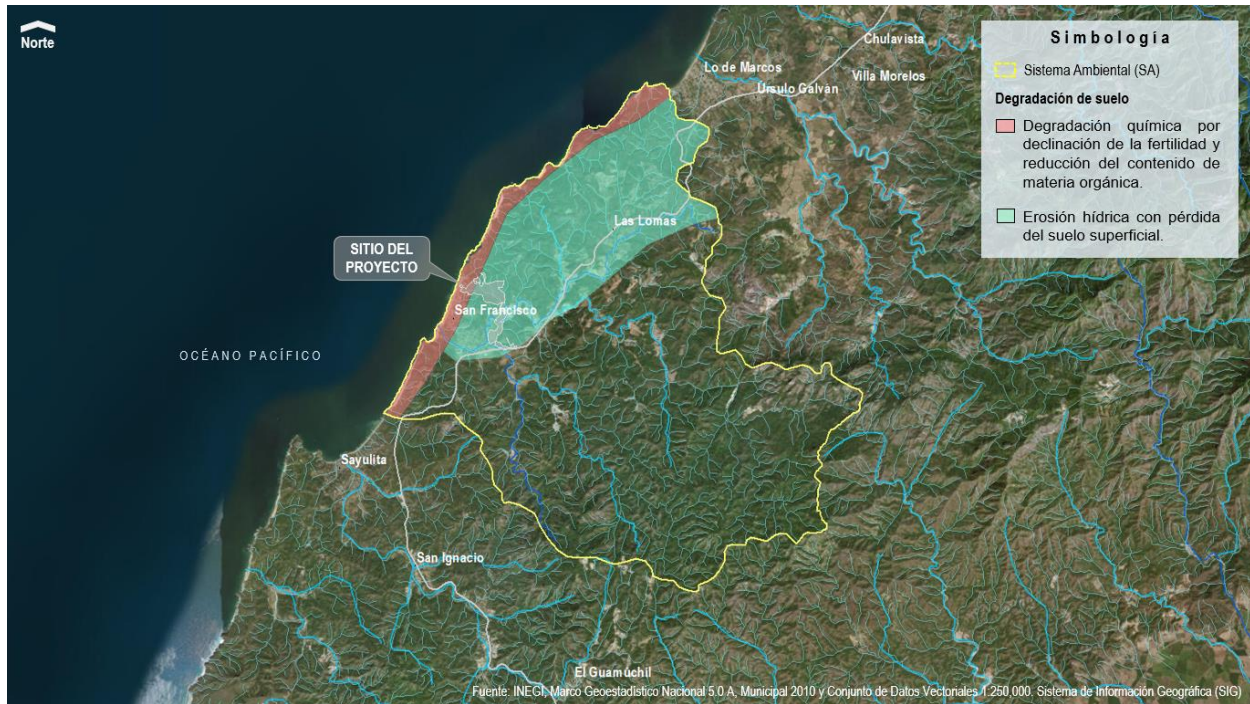 Norte
Simbología
Sistema Ambiental (SA)
Degradación de suelo
Degradación química por
declinación de la fertilidad y
reducción del contenido de
materia orgánica.
Erosión hídrica con pérdida
del suelo superficial.
Chulavista
Lo de Marcos
Villa Morelos
Úrsulo Galván
Las Lomas
SITIO DEL
PROYECTO
San Francisco
OCÉANO PACÍFICO
Sayulita
San Ignacio
El Guamúchil
Fuente: INEGI, Marco Geoestadístico Nacional 5.0 A, Municipal 2010 y Conjunto de Datos Vectoriales 1:250,000. Sistema de Información Geográfica (SIG)